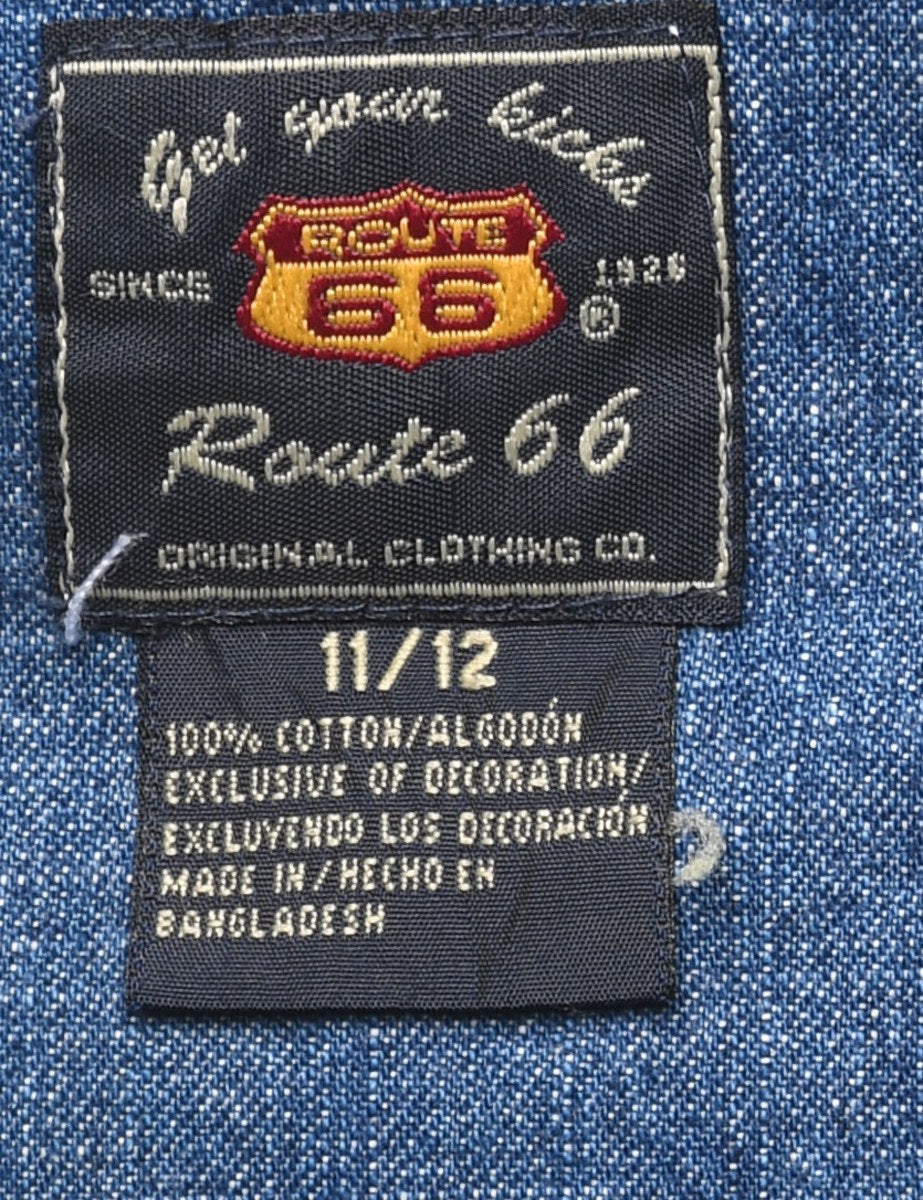 Get your kicks
ROUTE
66
SINCE 1926
®
Route 66
ORIGINAL CLOTHING CO.
11/12
100% COTTON/ALGODÓN
EXCLUSIVE OF DECORATION/
EXCLUYENDO LOS DECORACIÓN
MADE IN/HECHO EN
BANGLADESH